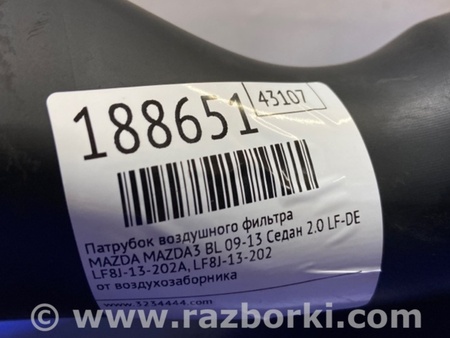 188651
43107
Патрубок воздушного фильтра
MAZDA MAZDA3 BL 09-13 Седан 2.0 LF-DE
LF8J-13-202A, LF8J-13-202
от воздухозаборника
www.3234444.com
© www.razborki.com